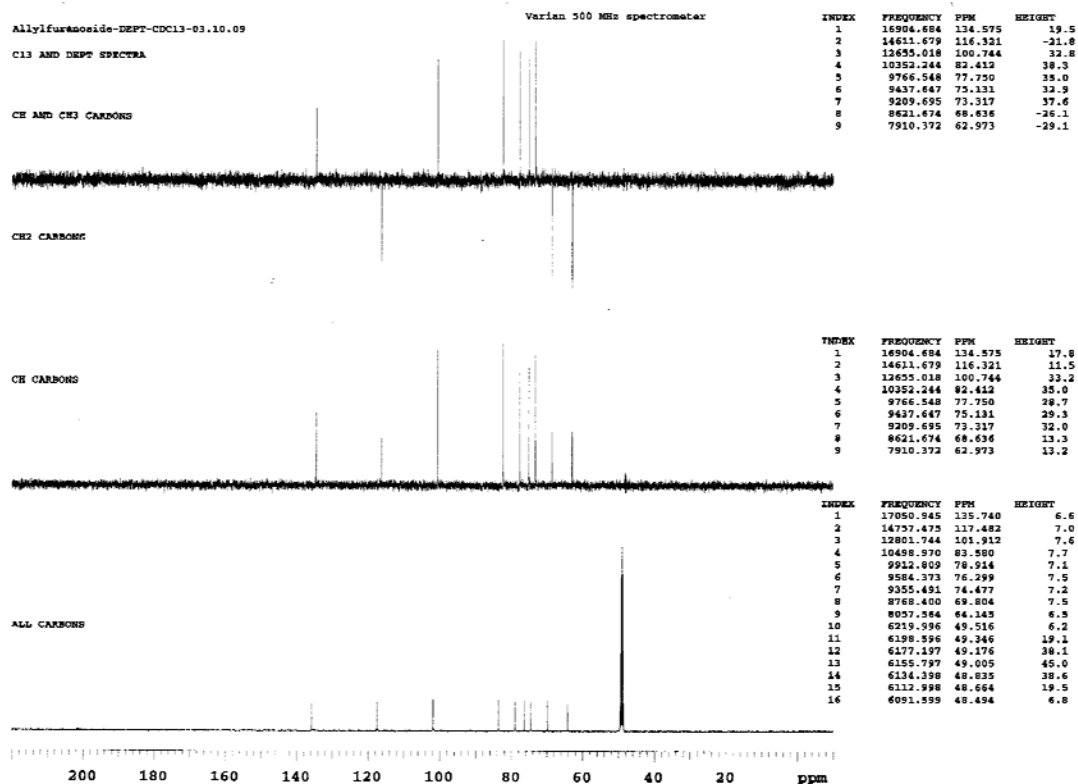 Varian 500 MHz spectrometer
Allylfuranoside-DEPT-CDC13-03.10.09
C13 AND DEPT SPECTRA
CH AND CH3 CARBONS
CH2 CARBONS
INDEX FREQUENCY PPM HEIGHT
1 16904.684 134.575 19.5
2 14611.679 116.321 -21.8
3 12655.018 100.744 32.8
4 10352.244 82.412 38.3
5 9766.548 77.750 35.0
6 9437.647 75.131 32.9
7 9209.695 73.317 37.6
8 8621.674 68.636 -26.1
9 7910.372 62.973 -29.1
CH CARBONS
INDEX FREQUENCY PPM HEIGHT
1 16904.684 134.575 17.8
2 14611.679 116.321 11.5
3 12655.018 100.744 33.2
4 10352.244 82.412 35.0
5 9766.548 77.750 28.7
6 9437.647 75.131 29.3
7 9209.695 73.317 32.0
8 8621.674 68.636 13.3
9 7910.372 62.973 13.2
ALL CARBONS
INDEX FREQUENCY PPM HEIGHT
1 17050.945 135.740 6.6
2 14757.475 117.482 7.0
3 12801.744 101.912 7.6
4 10498.970 83.580 7.7
5 9912.809 78.914 7.1
6 9584.373 76.299 7.5
7 9355.491 74.477 7.2
8 8768.400 69.804 7.5
9 8057.564 64.145 6.5
10 6219.996 49.516 6.2
11 6198.596 49.346 19.1
12 6177.197 49.176 38.1
13 6155.797 49.005 45.0
14 6134.398 48.835 38.6
15 6112.998 48.664 19.5
16 6091.599 48.494 6.8
200 180 160 140 120 100 80 60 40 20 ppm